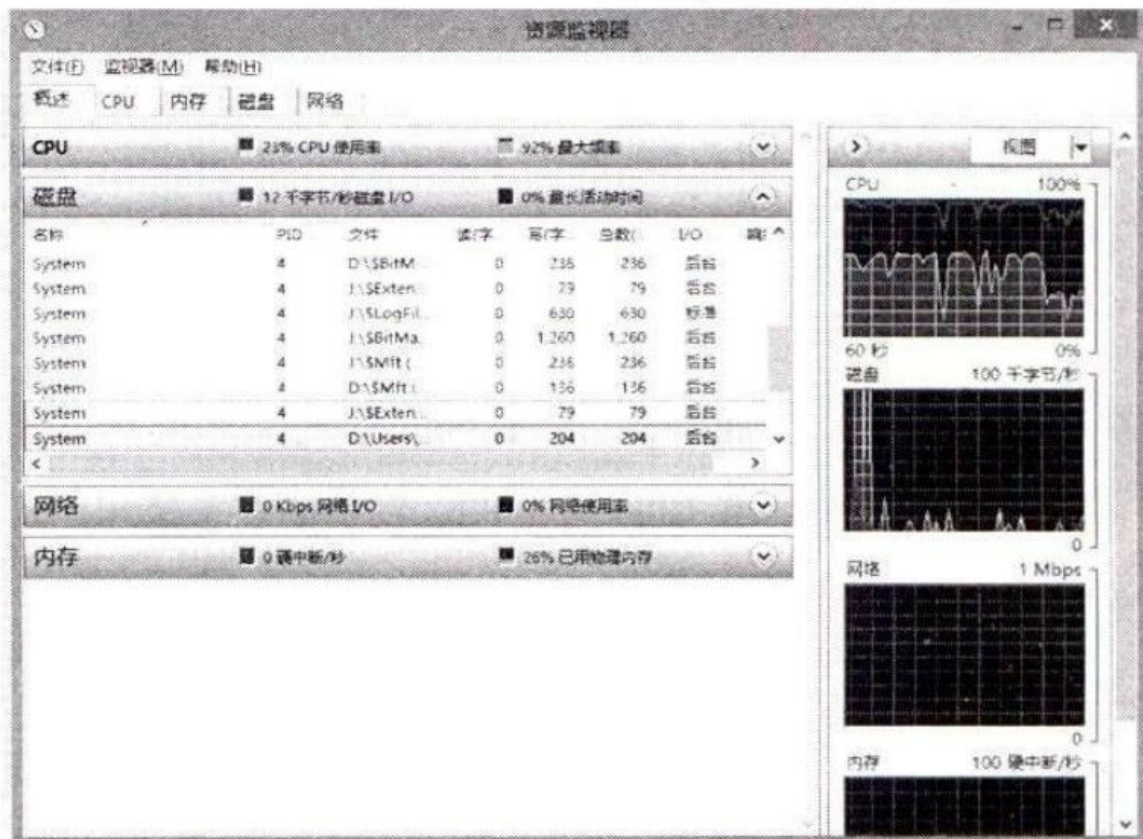 资源监视器
文件(F) 监视器(M) 帮助(H)
概述 CPU 内存 磁盘 网络
CPU 23% CPU 使用率 92% 最大频率
磁盘 12 千字节/秒磁盘 I/O 0% 最长活动时间
名称 PID 文件 读(字... 写(字... 总数(... I/O
System 4 D:\$BitM... 0 236 236 后台
System 4 J:\$Exten... 0 79 79 后台
System 4 J:\$LogFil... 0 630 630 标准
System 4 J:\$BitMa... 0 1,260 1,260 后台
System 4 J:\$Mft ( 0 236 236 后台
System 4 D:\$Mft ( 0 136 后台
System 4 J:\$Exten... 0 79 79 后台
System 4 D:\Users\... 0 204 204 后台
网络 0 Kbps 网络 I/O 0% 网络使用率
内存 0 硬中断/秒 26% 已用物理内存
视图
CPU 100%
60 秒 0%
磁盘 100 千字节/秒
0
网络 1 Mbps
0
内存 100 硬中断/秒